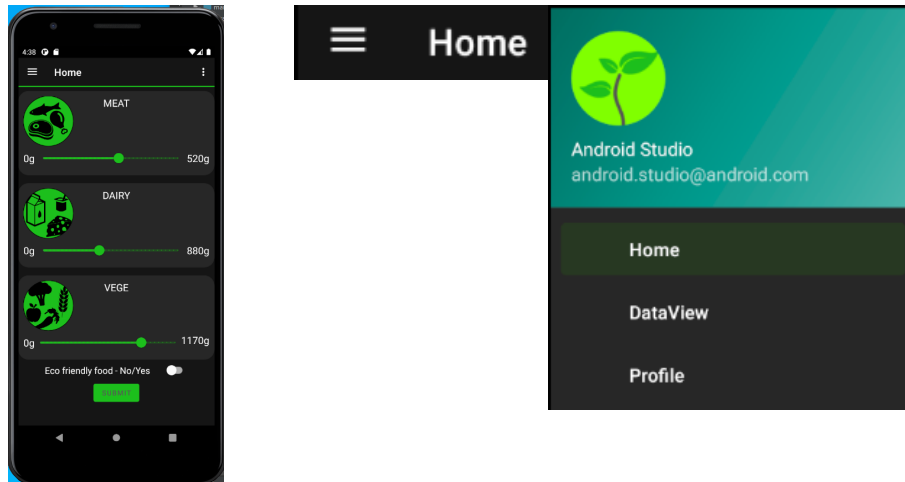 4:38
Home
MEAT
0g 520g
DAIRY
0g 880g
VEGE
0g 1170g
Eco friendly food - No/Yes
SUBMIT
Home
Android Studio
android.studio@android.com
Home
DataView
Profile